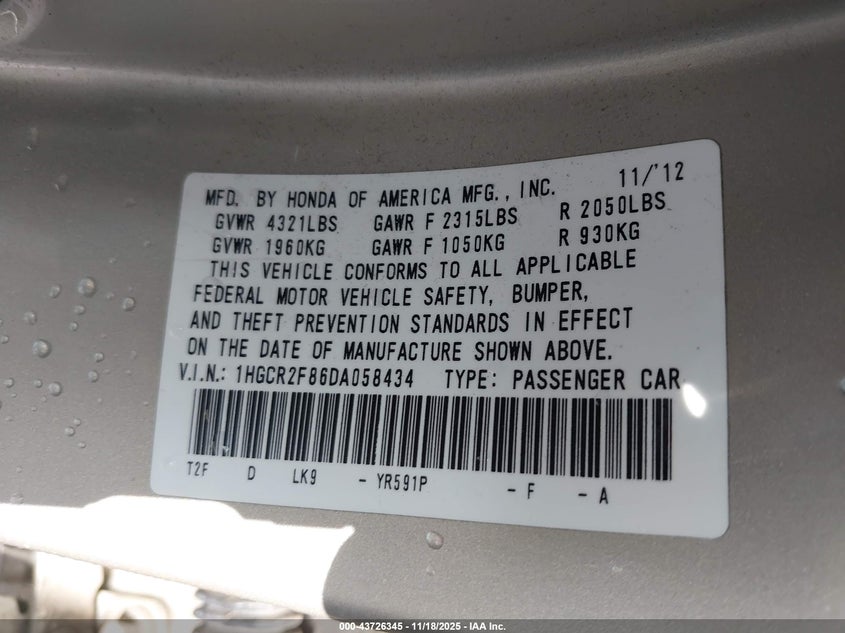 MFD. BY HONDA OF AMERICA MFG., INC. 11/'12
GVWR 4321LBS GAWR F 2315LBS R 2050LBS
GVWR 1960KG GAWR F 1050KG R 930KG
THIS VEHICLE CONFORMS TO ALL APPLICABLE
FEDERAL MOTOR VEHICLE SAFETY, BUMPER,
AND THEFT PREVENTION STANDARDS IN EFFECT
ON THE DATE OF MANUFACTURE SHOWN ABOVE.
V.I.N.: 1HGCR2F86DA058434 TYPE: PASSENGER CAR
T2F D LK9 - YR591P - F - A
000-43726345 | 11/18/2025 - IAA Inc.